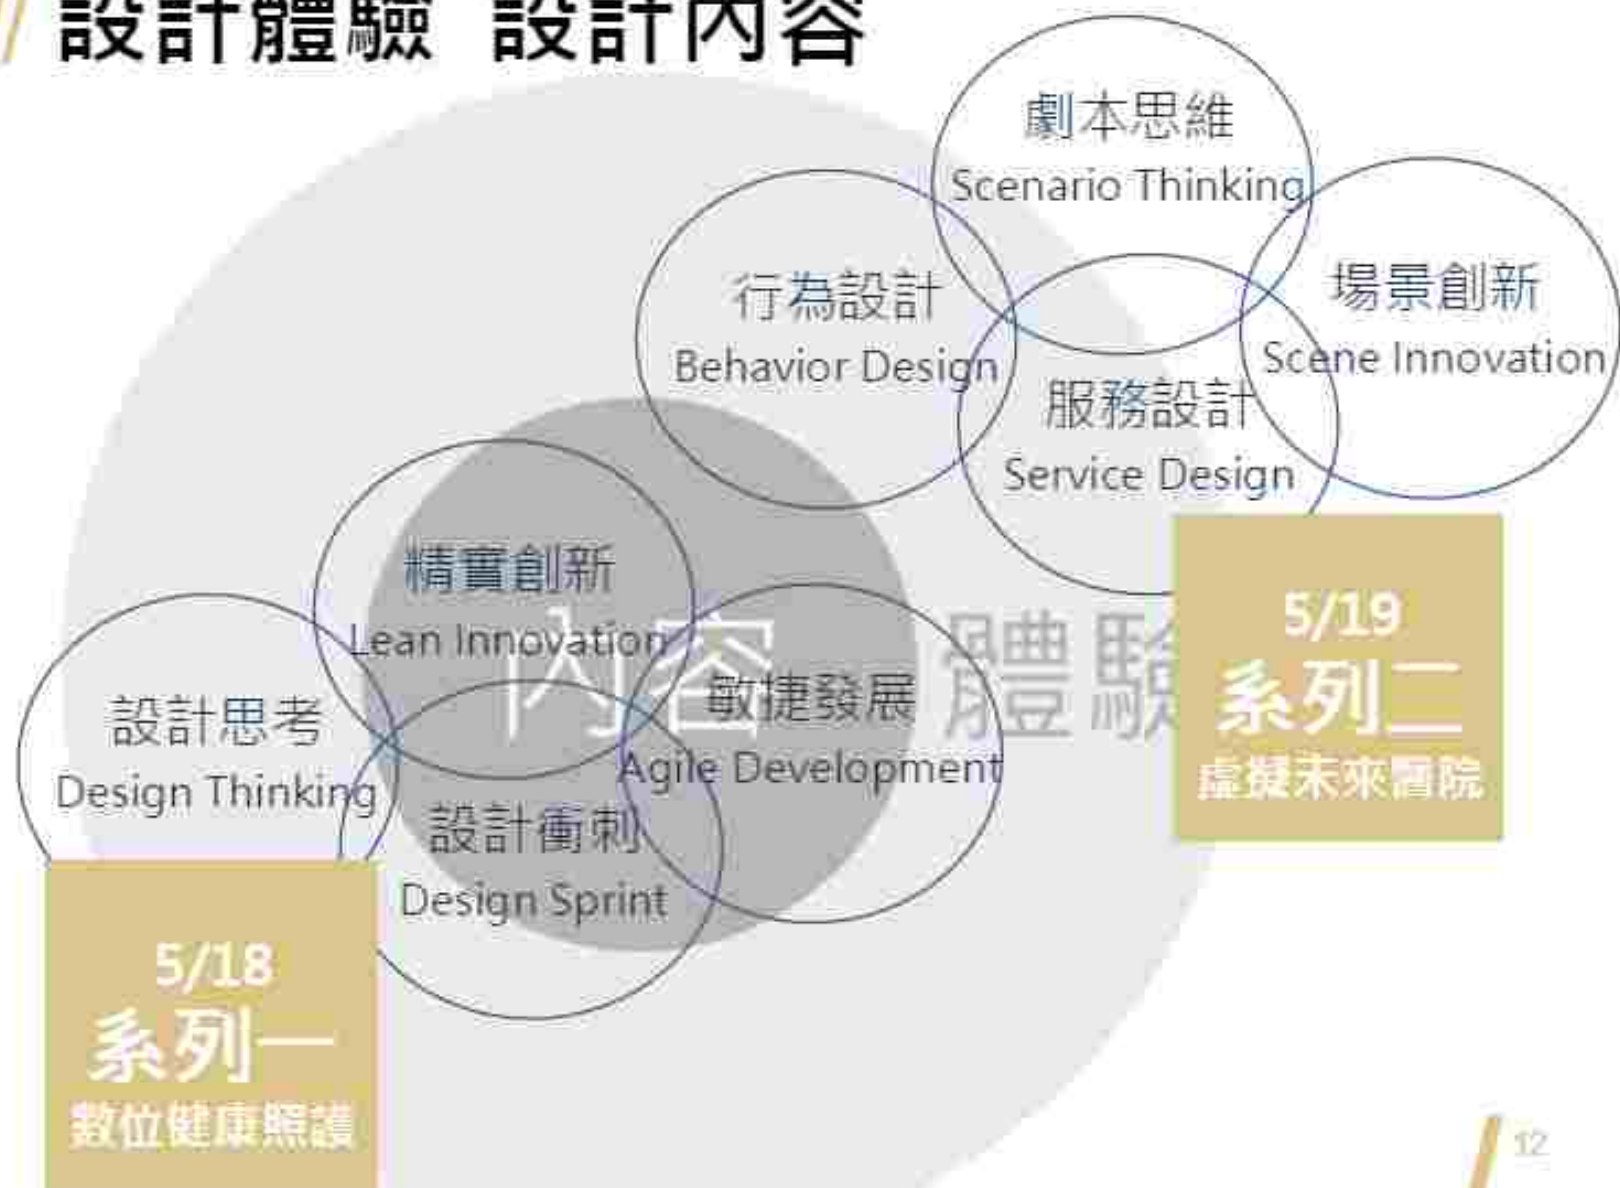 設計體驗 設計內容
劇本思維
Scenario Thinking
行為設計
Behavior Design
場景創新
Scene Innovation
服務設計
Service Design
精實創新
Lean Innovation
內容
體驗
敏捷發展
Agile Development
設計思考
Design Thinking
設計衝刺
Design Sprint
5/19
系列二
虛擬未來醫院
5/18
系列一
數位健康照護
12